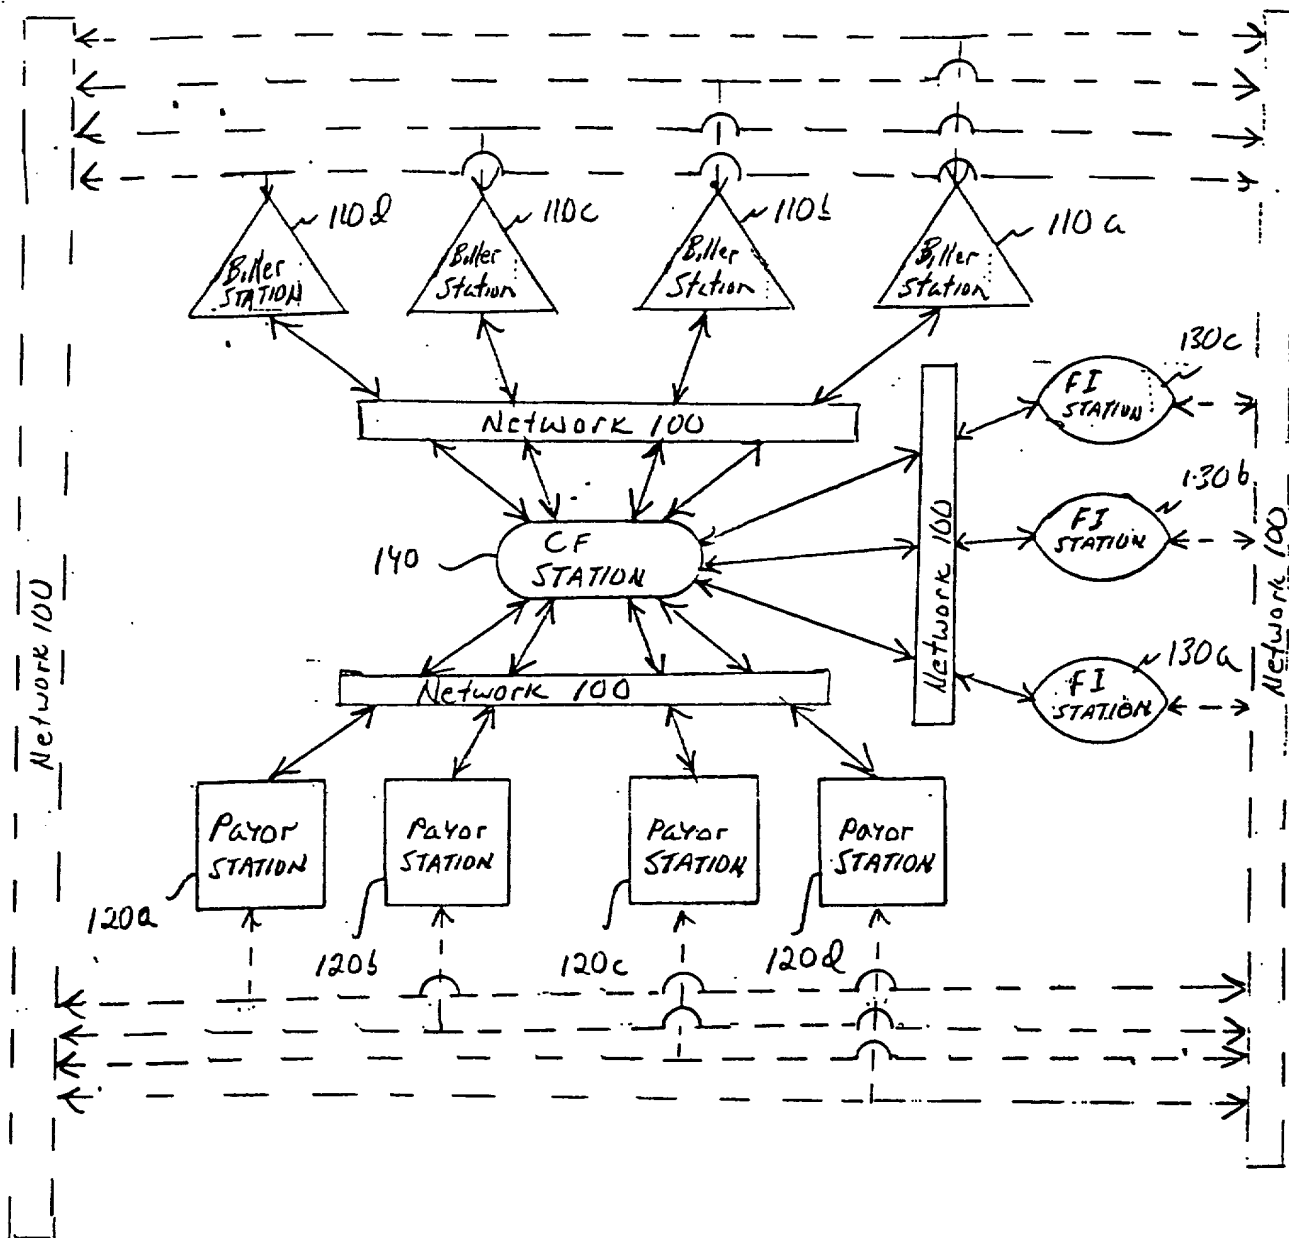 110d
110c
110b
110a
Biller
STATION
Biller
Station
Biller
Station
Biller
Station
130c
FI
STATION
Network 100
130b
FI
STATION
CF
STATION
140
Network 100
Network 100
Network 100
130a
FI
STATION
Network 100
Payor
STATION
Payor
STATION
Payor
STATION
Payor
STATION
120a
120b
120c
120d